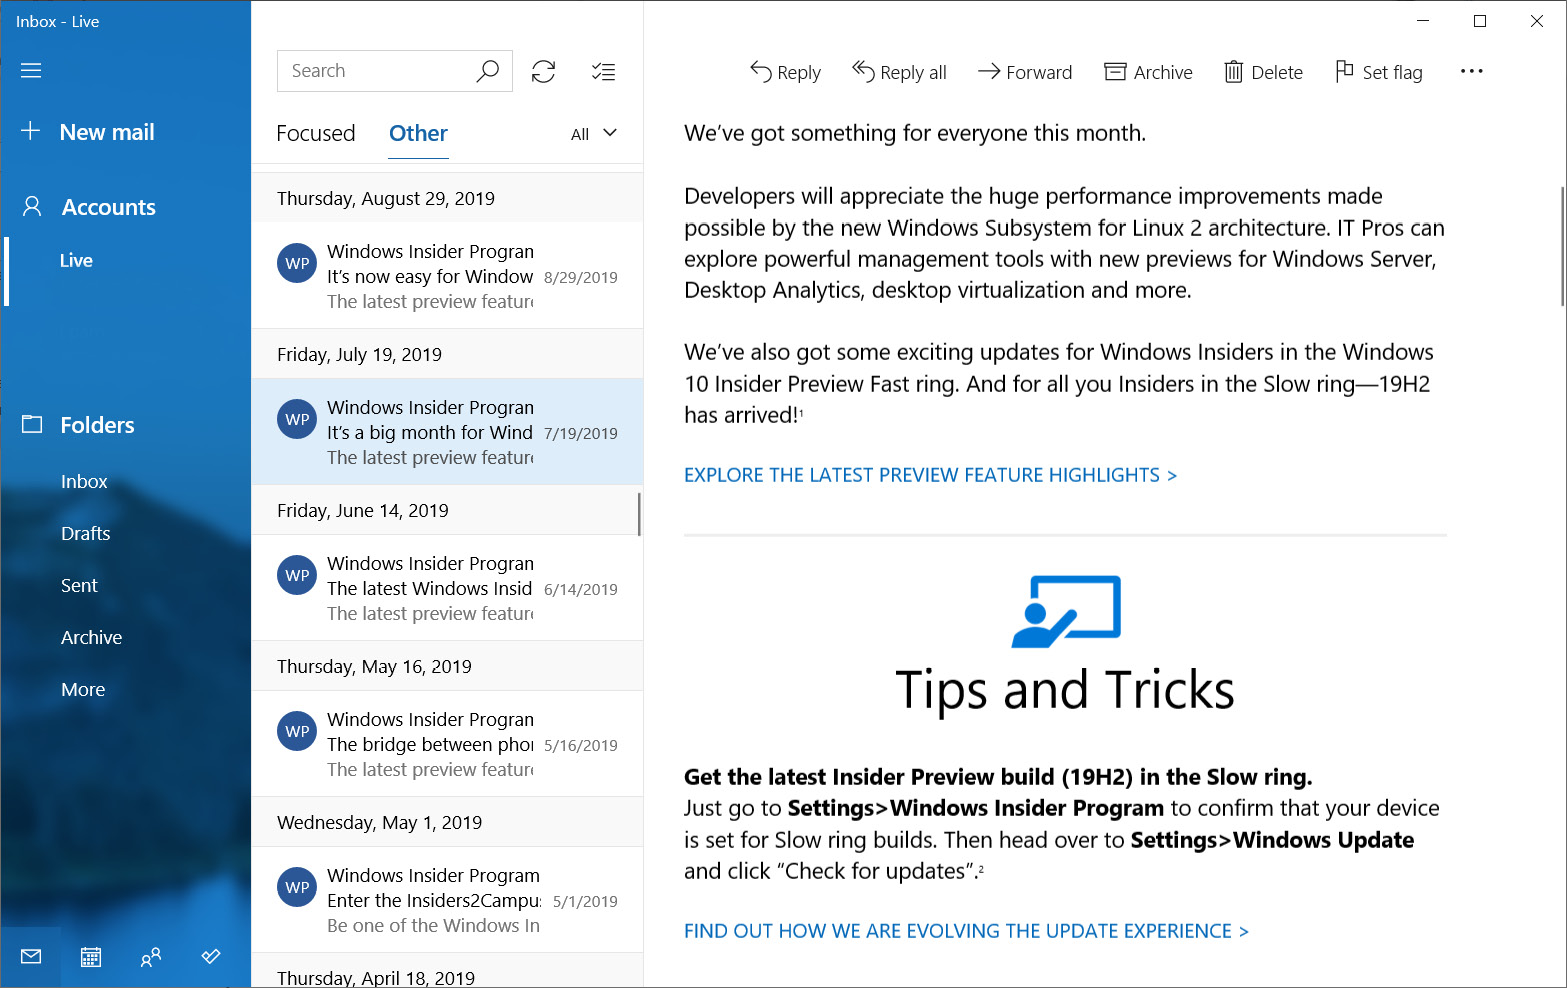 Inbox - Live
New mail
Accounts
Live
Folders
Inbox
Drafts
Sent
Archive
More
Search
Focused Other All
Thursday, August 29, 2019
WP
Windows Insider Program
It's now easy for Window 8/29/2019
The latest preview feature
Friday, July 19, 2019
WP
Windows Insider Program
It's a big month for Wind 7/19/2019
The latest preview feature
Friday, June 14, 2019
WP
Windows Insider Program
The latest Windows Insid 6/14/2019
The latest preview feature
Thursday, May 16, 2019
WP
Windows Insider Program
The bridge between phon 5/16/2019
The latest preview feature
Wednesday, May 1, 2019
WP
Windows Insider Program
Enter the Insiders2Campus 5/1/2019
Be one of the Windows In
Thursday, April 18, 2019
Reply Reply all Forward Archive Delete Set flag
We've got something for everyone this month.
Developers will appreciate the huge performance improvements made
possible by the new Windows Subsystem for Linux 2 architecture. IT Pros can
explore powerful management tools with new previews for Windows Server,
Desktop Analytics, desktop virtualization and more.
We've also got some exciting updates for Windows Insiders in the Windows
10 Insider Preview Fast ring. And for all you Insiders in the Slow ring—19H2
has arrived!¹
EXPLORE THE LATEST PREVIEW FEATURE HIGHLIGHTS >
Tips and Tricks
Get the latest Insider Preview build (19H2) in the Slow ring.
Just go to Settings>Windows Insider Program to confirm that your device
is set for Slow ring builds. Then head over to Settings>Windows Update
and click “Check for updates”.²
FIND OUT HOW WE ARE EVOLVING THE UPDATE EXPERIENCE >